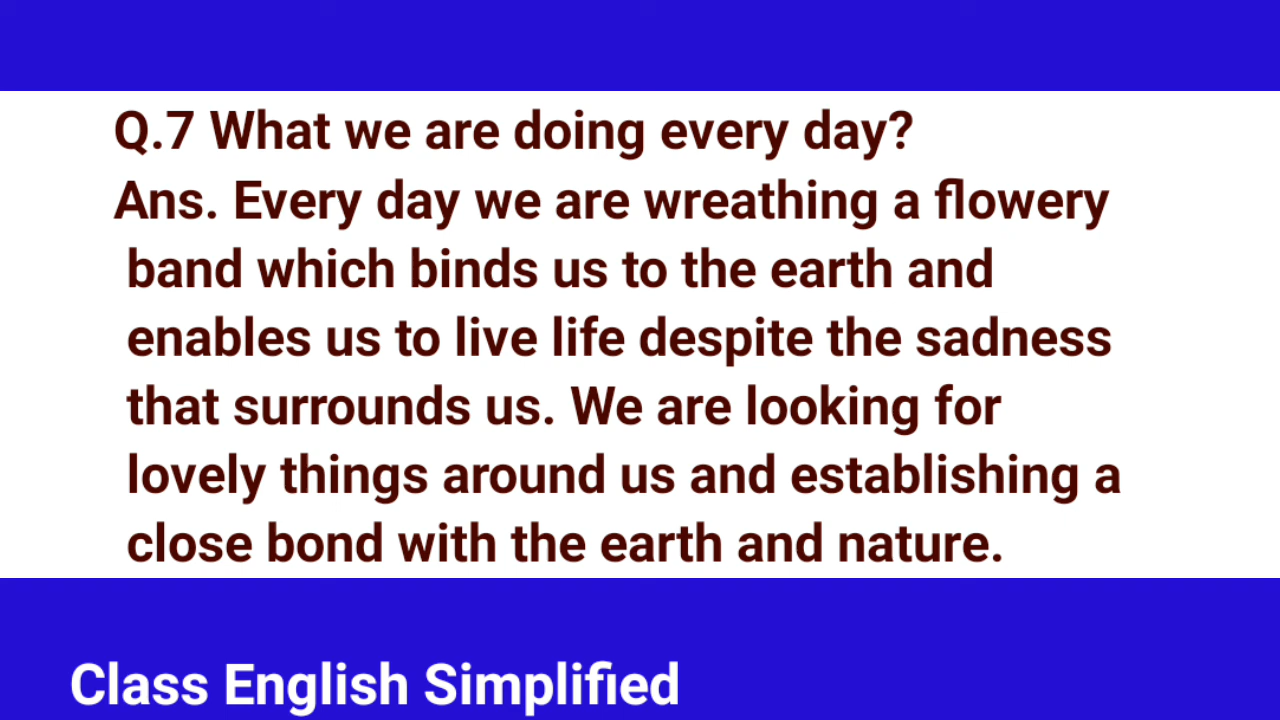 Q.7 What we are doing every day?
Ans. Every day we are wreathing a flowery
band which binds us to the earth and
enables us to live life despite the sadness
that surrounds us. We are looking for
lovely things around us and establishing a
close bond with the earth and nature.
Class English Simplified